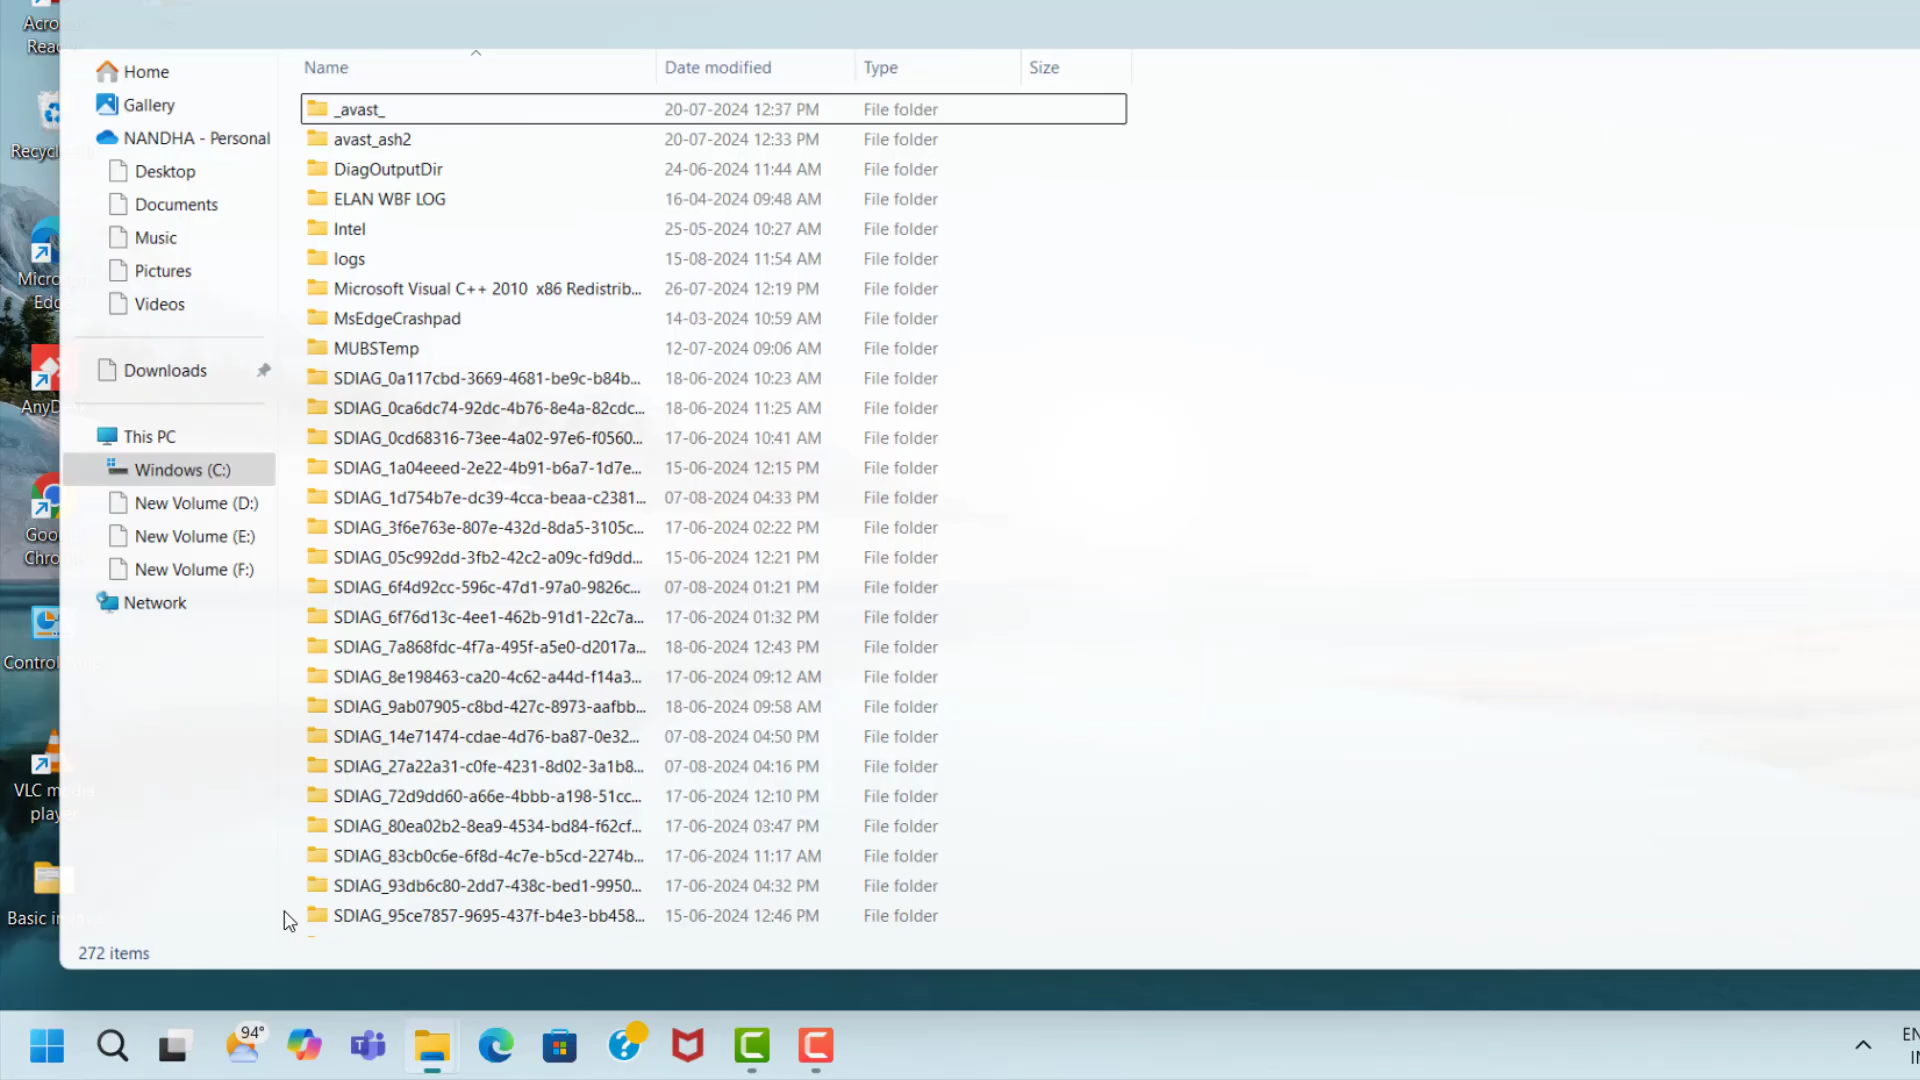 Acro
Rea
Recycl
Micro
Ed
AnyD
Goo
Chro
Control
VLC m
playe
Basic i
Home
Gallery
NANDHA - Personal
Desktop
Documents
Music
Pictures
Videos
Downloads
This PC
Windows (C:)
New Volume (D:)
New Volume (E:)
New Volume (F:)
Network
Name Date modified Type Size
_avast_ 20-07-2024 12:37 PM File folder
avast_ash2 20-07-2024 12:33 PM File folder
DiagOutputDir 24-06-2024 11:44 AM File folder
ELAN WBF LOG 16-04-2024 09:48 AM File folder
Intel 25-05-2024 10:27 AM File folder
logs 15-08-2024 11:54 AM File folder
Microsoft Visual C++ 2010 x86 Redistrib... 26-07-2024 12:19 PM File folder
MsEdgeCrashpad 14-03-2024 10:59 AM File folder
MUBSTemp 12-07-2024 09:06 AM File folder
SDIAG_0a117cbd-3669-4681-be9c-b84b... 18-06-2024 10:23 AM File folder
SDIAG_0ca6dc74-92dc-4b76-8e4a-82cdc... 18-06-2024 11:25 AM File folder
SDIAG_0cd68316-73ee-4a02-97e6-f0560... 17-06-2024 10:41 AM File folder
SDIAG_1a04eeed-2e22-4b91-b6a7-1d7e... 15-06-2024 12:15 PM File folder
SDIAG_1d754b7e-dc39-4cca-beaa-c2381... 07-08-2024 04:33 PM File folder
SDIAG_3f6e763e-807e-432d-8da5-3105c... 17-06-2024 02:22 PM File folder
SDIAG_05c992dd-3fb2-42c2-a09c-fd9dd... 15-06-2024 12:21 PM File folder
SDIAG_6f4d92cc-596c-47d1-97a0-9826c... 07-08-2024 01:21 PM File folder
SDIAG_6f76d13c-4ee1-462b-91d1-22c7a... 17-06-2024 01:32 PM File folder
SDIAG_7a868fdc-4f7a-495f-a5e0-d2017a... 18-06-2024 12:43 PM File folder
SDIAG_8e198463-ca20-4c62-a44d-f14a3... 17-06-2024 09:12 AM File folder
SDIAG_9ab07905-c8bd-427c-8973-aafbb... 18-06-2024 09:58 AM File folder
SDIAG_14e71474-cdae-4d76-ba87-0e32... 07-08-2024 04:50 PM File folder
SDIAG_27a22a31-c0fe-4231-8d02-3a1b8... 07-08-2024 04:16 PM File folder
SDIAG_72d9dd60-a66e-4bbb-a198-51cc... 17-06-2024 12:10 PM File folder
SDIAG_80ea02b2-8ea9-4534-bd84-f62cf... 17-06-2024 03:47 PM File folder
SDIAG_83cb0c6e-6f8d-4c7e-b5cd-2274b... 17-06-2024 11:17 AM File folder
SDIAG_93db6c80-2dd7-438c-bed1-9950... 17-06-2024 04:32 PM File folder
SDIAG_95ce7857-9695-437f-b4e3-bb458... 15-06-2024 12:46 PM File folder
272 items
94°
EN
IN